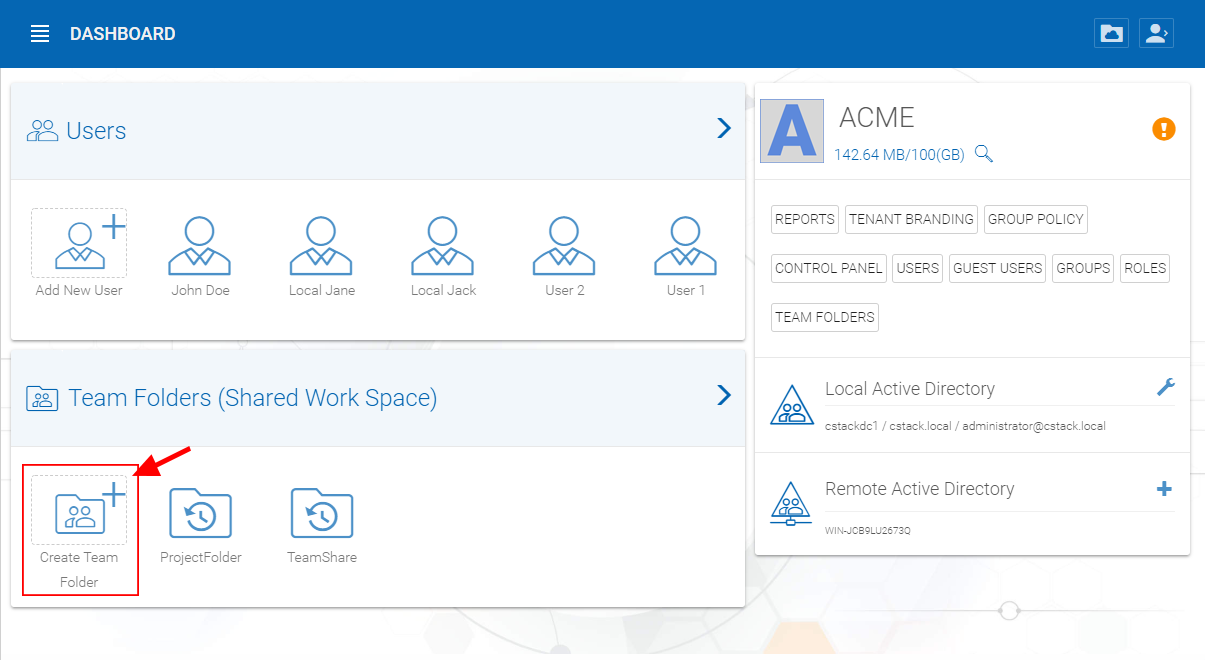 DASHBOARD
Users
Add New User
John Doe
Local Jane
Local Jack
User 2
User 1
Team Folders (Shared Work Space)
Create Team
Folder
ProjectFolder
TeamShare
A
ACME
142.64 MB/100(GB)
REPORTS TENANT BRANDING GROUP POLICY
CONTROL PANEL USERS GUEST USERS GROUPS ROLES
TEAM FOLDERS
Local Active Directory
cstackdc1 / cstack.local / administrator@cstack.local
Remote Active Directory
WIN-JCB9LU2673Q